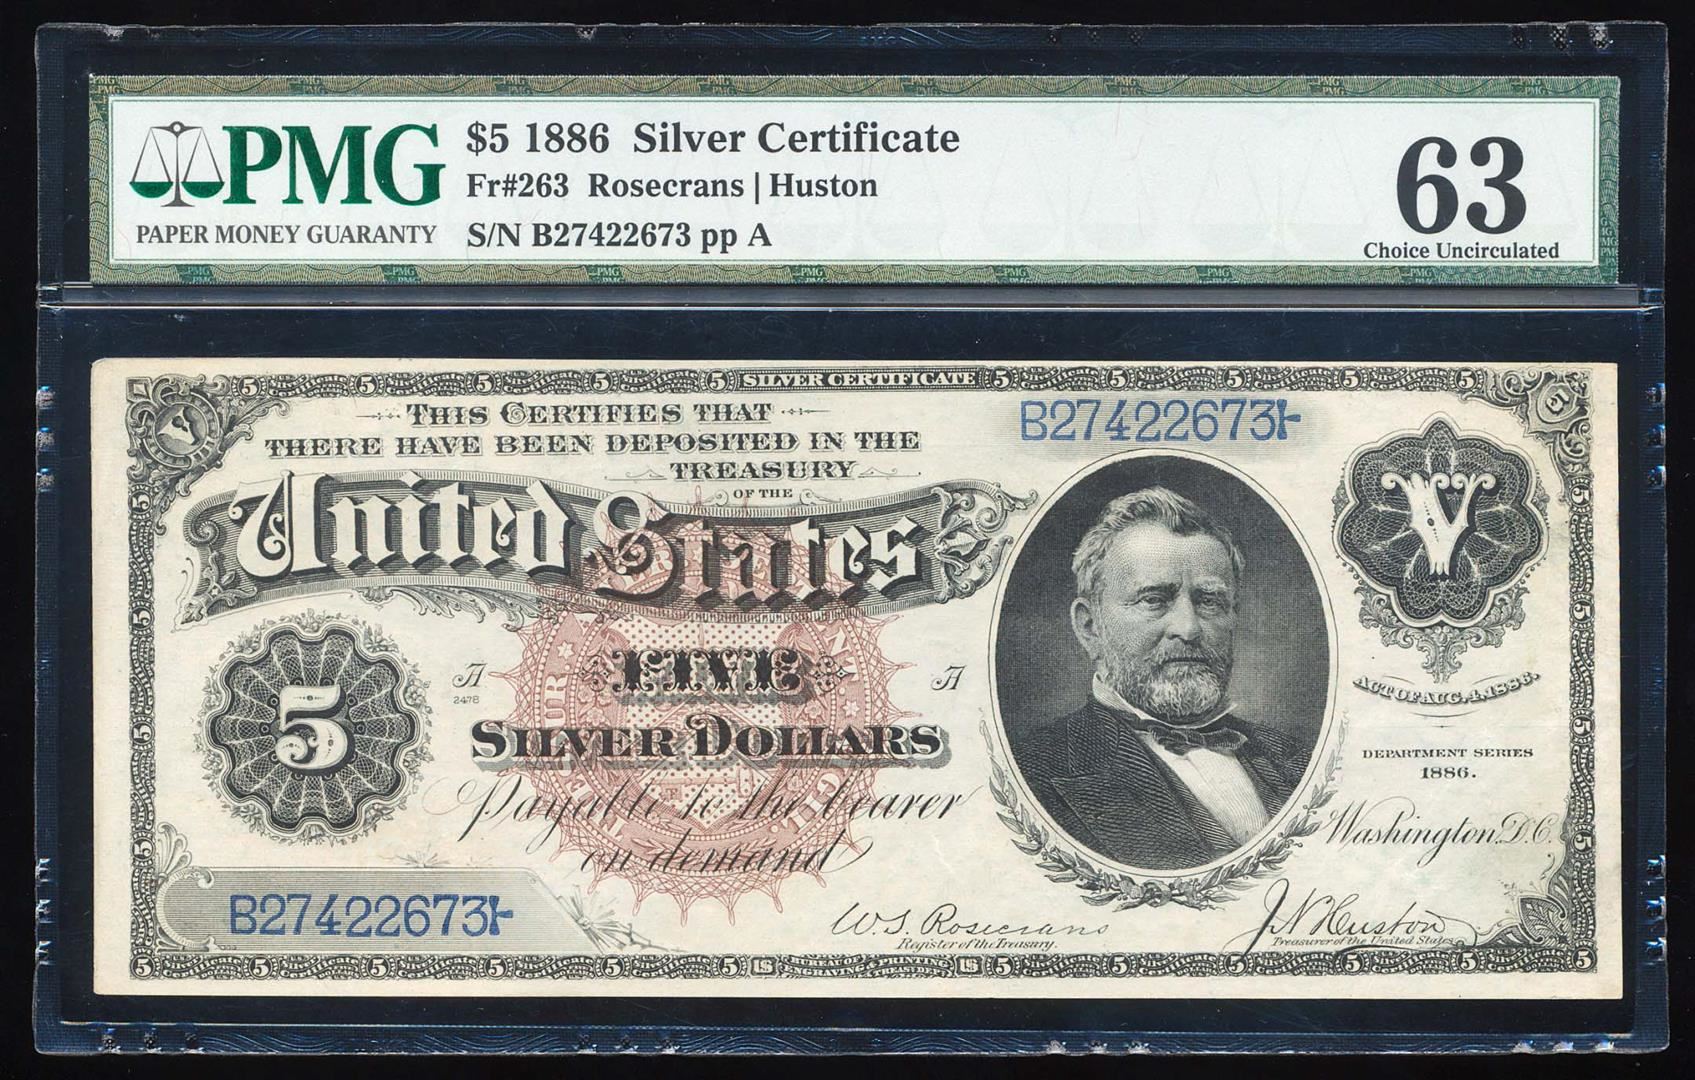 PMG
PAPER MONEY GUARANTY
$5 1886 Silver Certificate
Fr#263 Rosecrans | Huston
S/N B27422673 pp A
63
Choice Uncirculated
SILVER CERTIFICATE
THIS CERTIFIES THAT
THERE HAVE BEEN DEPOSITED IN THE
TREASURY
OF THE
B27422673
United States
V
V
5
A
2478
FIVE
A
SILVER DOLLARS
Payable to the bearer
on demand
ACT OF AUG. 4. 1886.
DEPARTMENT SERIES
1886.
Washington, D.C.
B27422673
W. S. Rosecrans
Register of the Treasury.
J N Huston
Treasurer of the United States
BUREAU OF
ENGRAVING
PRINTING